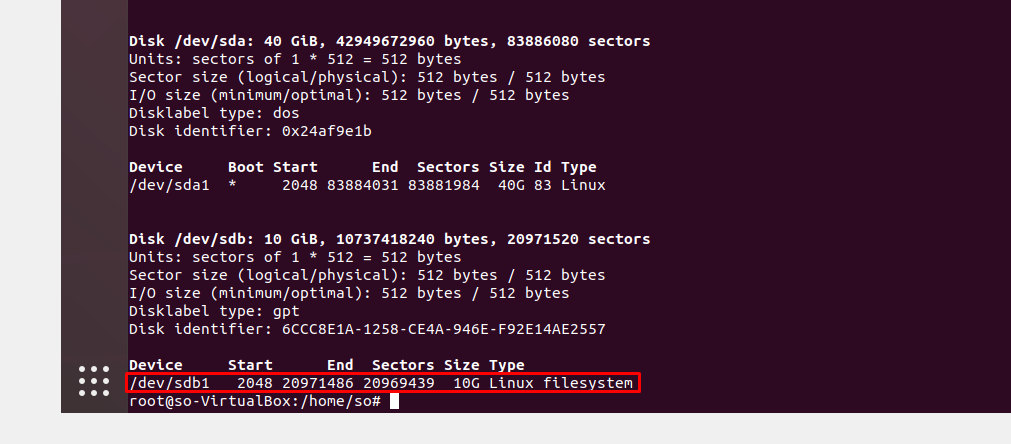 Disk /dev/sda: 40 GiB, 42949672960 bytes, 83886080 sectors
Units: sectors of 1 * 512 = 512 bytes
Sector size (logical/physical): 512 bytes / 512 bytes
I/O size (minimum/optimal): 512 bytes / 512 bytes
Disklabel type: dos
Disk identifier: 0x24af9e1b
Device     Boot Start      End  Sectors Size Id Type
/dev/sda1  *     2048 83884031 83881984  40G 83 Linux
Disk /dev/sdb: 10 GiB, 10737418240 bytes, 20971520 sectors
Units: sectors of 1 * 512 = 512 bytes
Sector size (logical/physical): 512 bytes / 512 bytes
I/O size (minimum/optimal): 512 bytes / 512 bytes
Disklabel type: gpt
Disk identifier: 6CCC8E1A-1258-CE4A-946E-F92E14AE2557
Device     Start      End  Sectors Size Type
/dev/sdb1   2048 20971486 20969439  10G Linux filesystem
root@so-VirtualBox:/home/so#